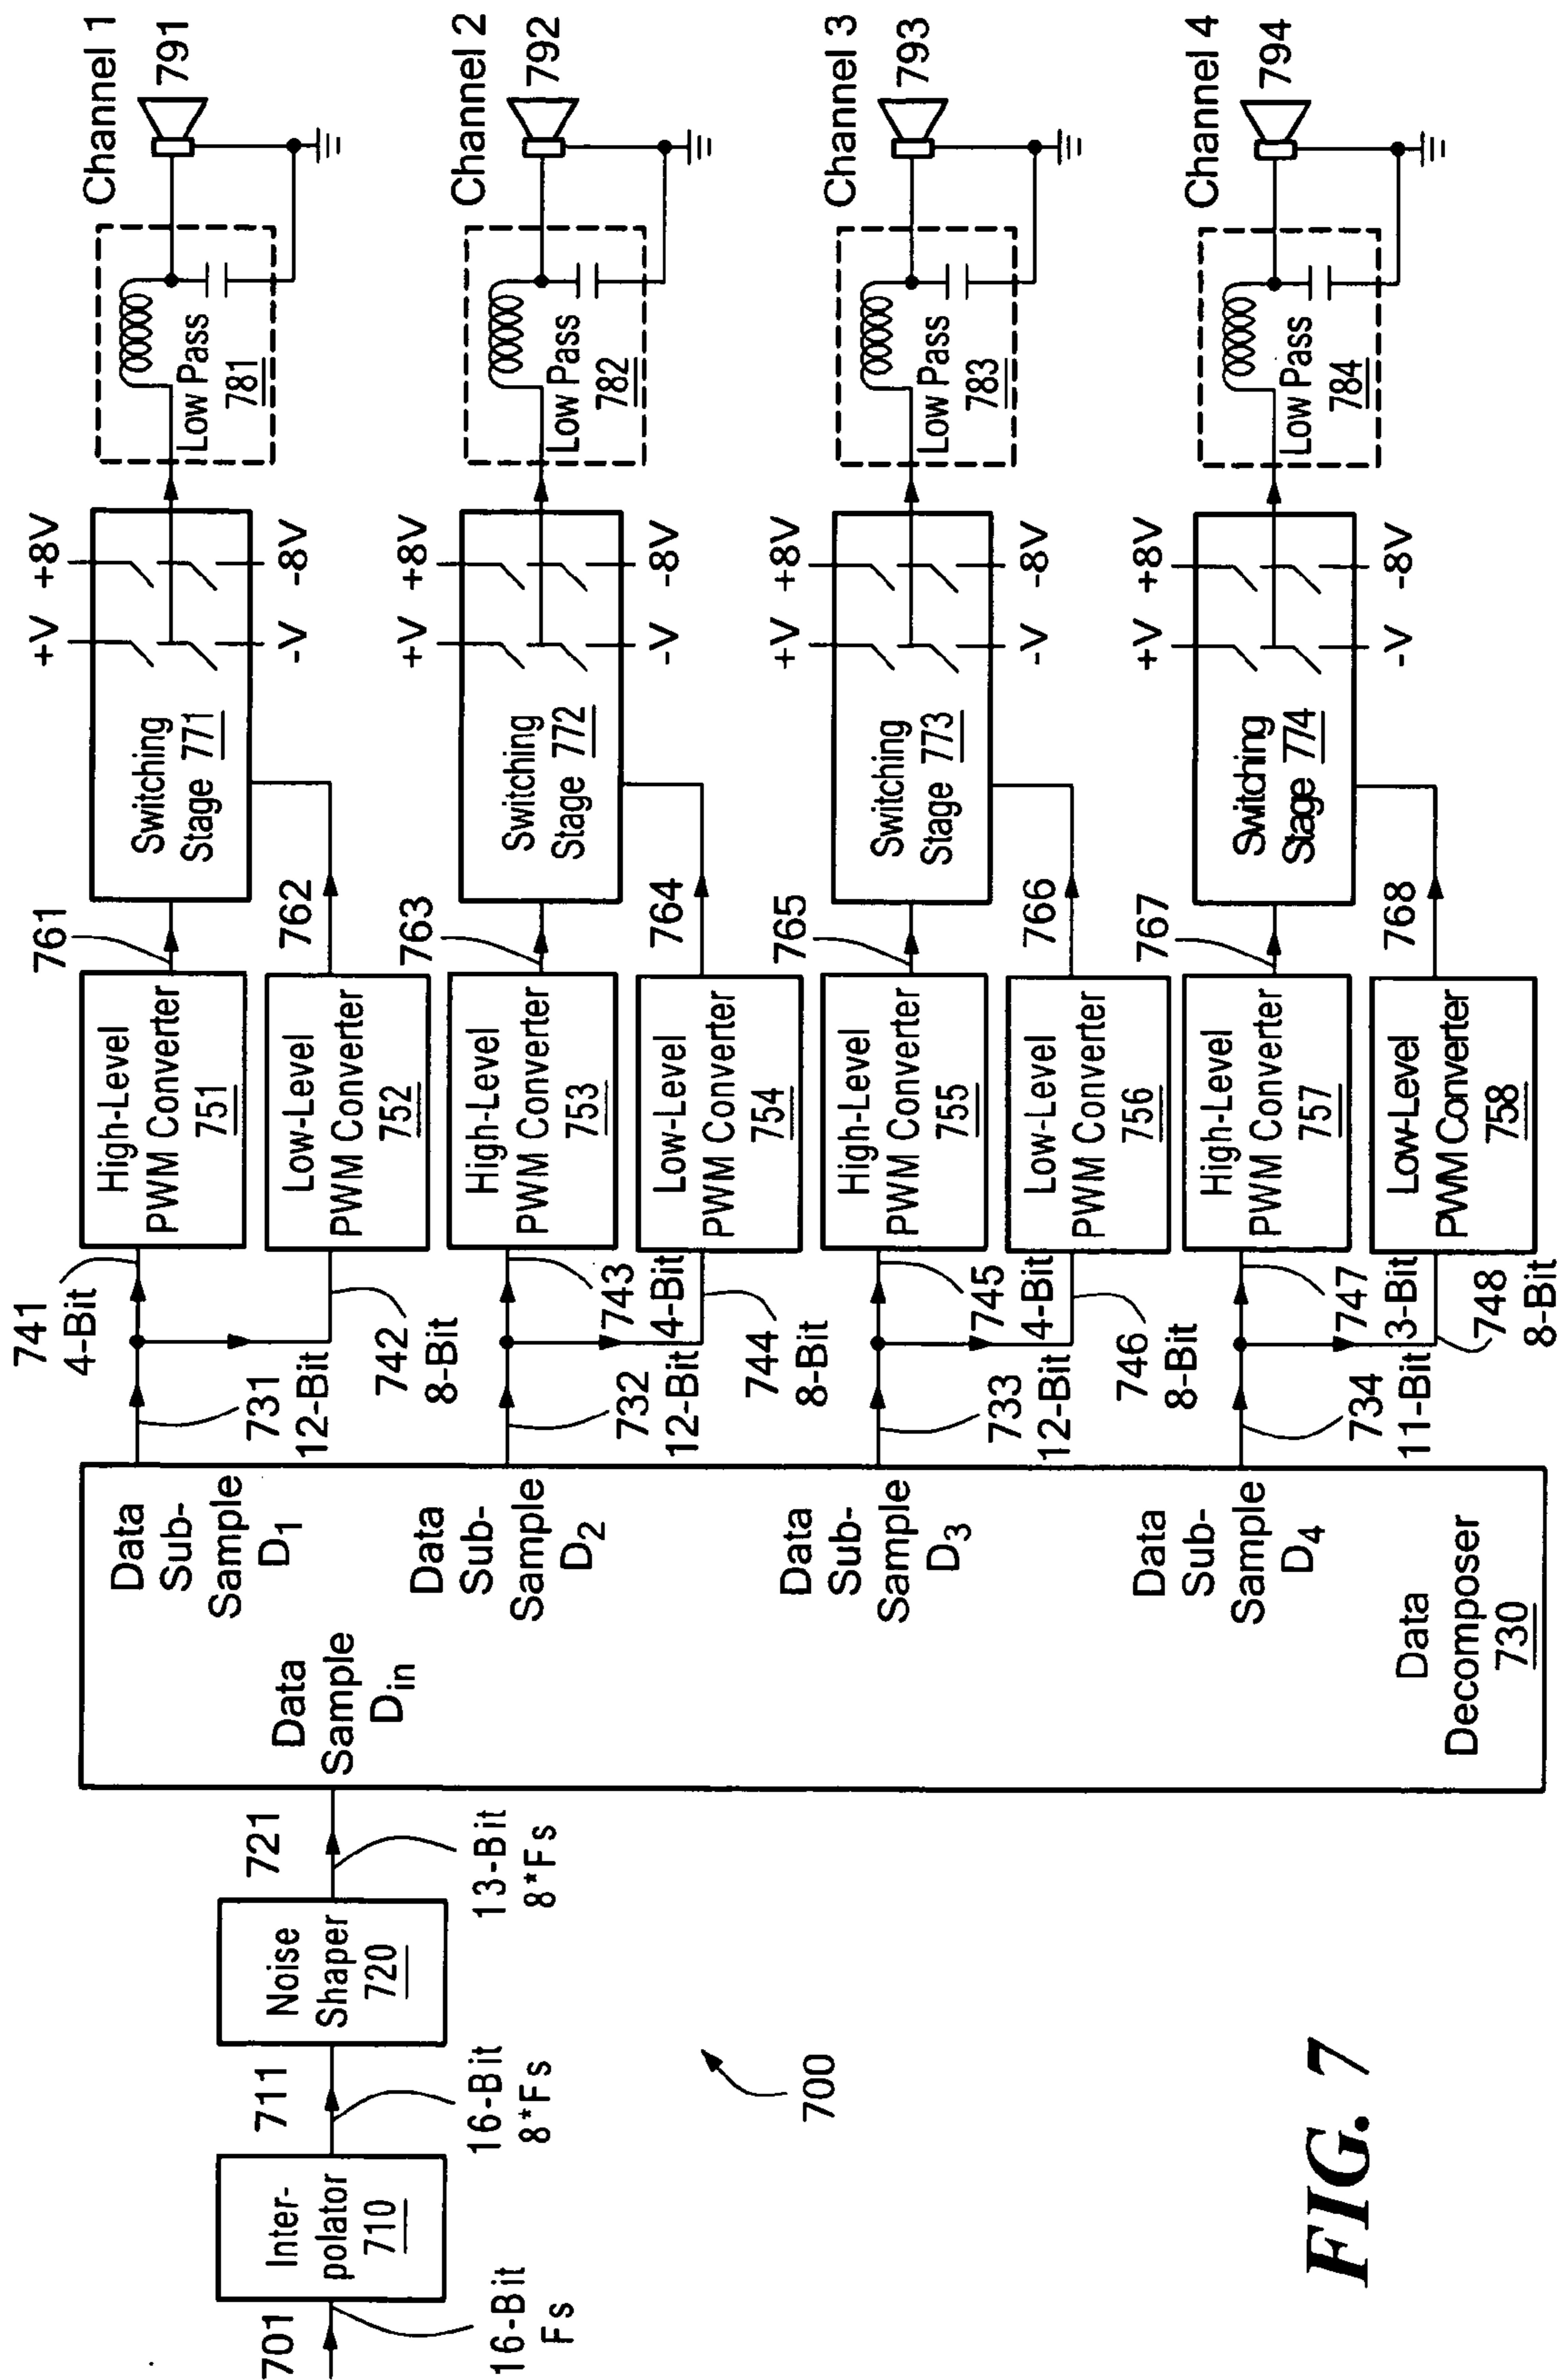 701
16-Bit
Fs
Inter-
polator
710
711
16-Bit
8*Fs
Noise
Shaper
720
721
13-Bit
8*Fs
Data
Sample
Din
Data
Sub-
Sample
D1
Data
Sub-
Sample
D2
Data
Sub-
Sample
D3
Data
Sub-
Sample
D4
Data
Decomposer
730
731
12-Bit
741
4-Bit
742
8-Bit
High-Level
PWM Converter
751
Low-Level
PWM Converter
752
761
762
Switching
Stage 771
+V
+8V
-V
-8V
Low Pass
781
Channel 1
791
732
12-Bit
743
4-Bit
744
8-Bit
High-Level
PWM Converter
753
Low-Level
PWM Converter
754
763
764
Switching
Stage 772
+V
+8V
-V
-8V
Low Pass
782
Channel 2
792
733
12-Bit
745
4-Bit
746
8-Bit
High-Level
PWM Converter
755
Low-Level
PWM Converter
756
765
766
Switching
Stage 773
+V
+8V
-V
-8V
Low Pass
783
Channel 3
793
734
11-Bit
747
3-Bit
748
8-Bit
High-Level
PWM Converter
757
Low-Level
PWM Converter
758
767
768
Switching
Stage 774
+V
+8V
-V
-8V
Low Pass
784
Channel 4
794
700
FIG. 7